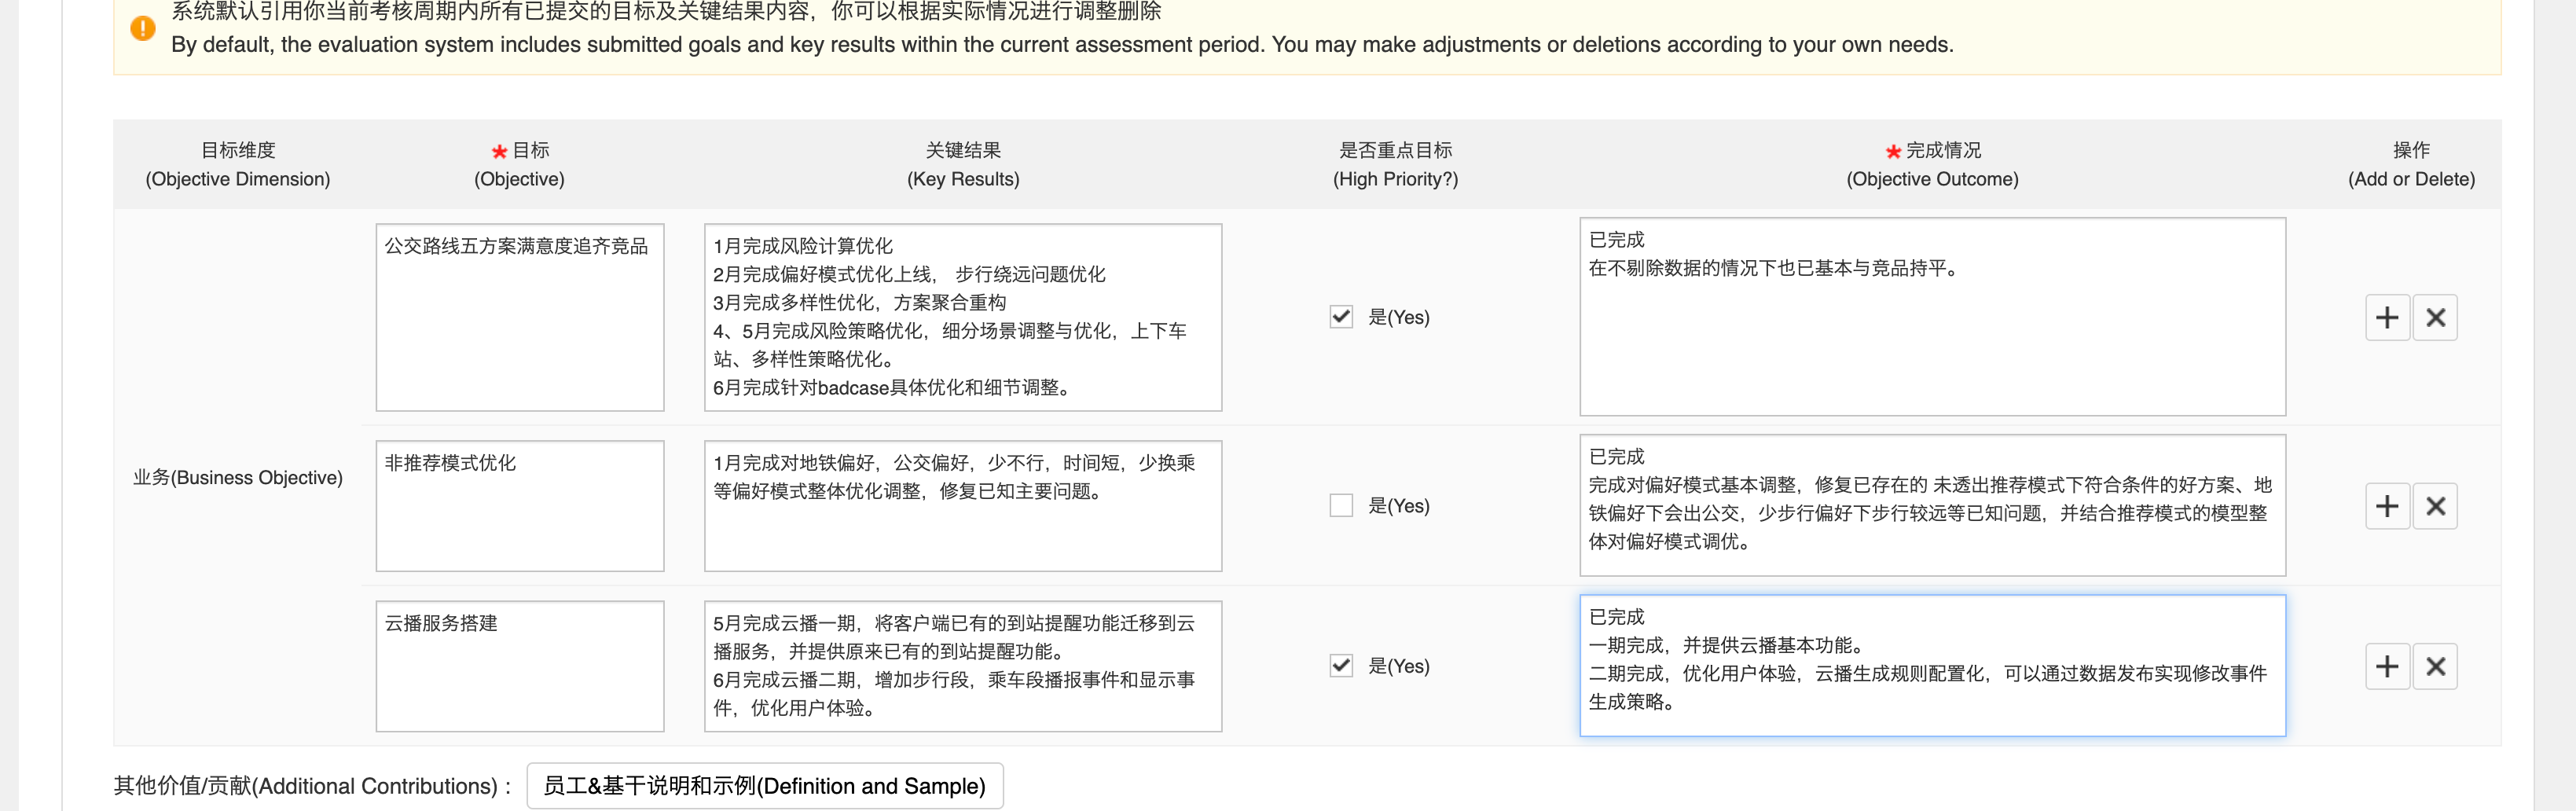 系统默认引用你当前考核周期内所有已提交的目标及关键结果内容，你可以根据实际情况进行调整删除
By default, the evaluation system includes submitted goals and key results within the current assessment period. You may make adjustments or deletions according to your own needs.
目标维度
(Objective Dimension)
* 目标
(Objective)
关键结果
(Key Results)
是否重点目标
(High Priority?)
* 完成情况
(Objective Outcome)
操作
(Add or Delete)
业务(Business Objective)
公交路线五方案满意度追齐竞品
1月完成风险计算优化
2月完成偏好模式优化上线， 步行绕远问题优化
3月完成多样性优化，方案聚合重构
4、5月完成风险策略优化，细分场景调整与优化，上下车
站、多样性策略优化。
6月完成针对badcase具体优化和细节调整。
是(Yes)
已完成
在不剔除数据的情况下也已基本与竞品持平。
非推荐模式优化
1月完成对地铁偏好，公交偏好，少不行，时间短，少换乘
等偏好模式整体优化调整，修复已知主要问题。
是(Yes)
已完成
完成对偏好模式基本调整，修复已存在的 未透出推荐模式下符合条件的好方案、地
铁偏好下会出公交，少步行偏好下步行较远等已知问题，并结合推荐模式的模型整
体对偏好模式调优。
云播服务搭建
5月完成云播一期，将客户端已有的到站提醒功能迁移到云
播服务，并提供原来已有的到站提醒功能。
6月完成云播二期，增加步行段，乘车段播报事件和显示事
件，优化用户体验。
是(Yes)
已完成
一期完成，并提供云播基本功能。
二期完成，优化用户体验，云播生成规则配置化，可以通过数据发布实现修改事件
生成策略。
其他价值/贡献(Additional Contributions)：
员工&基干说明和示例(Definition and Sample)